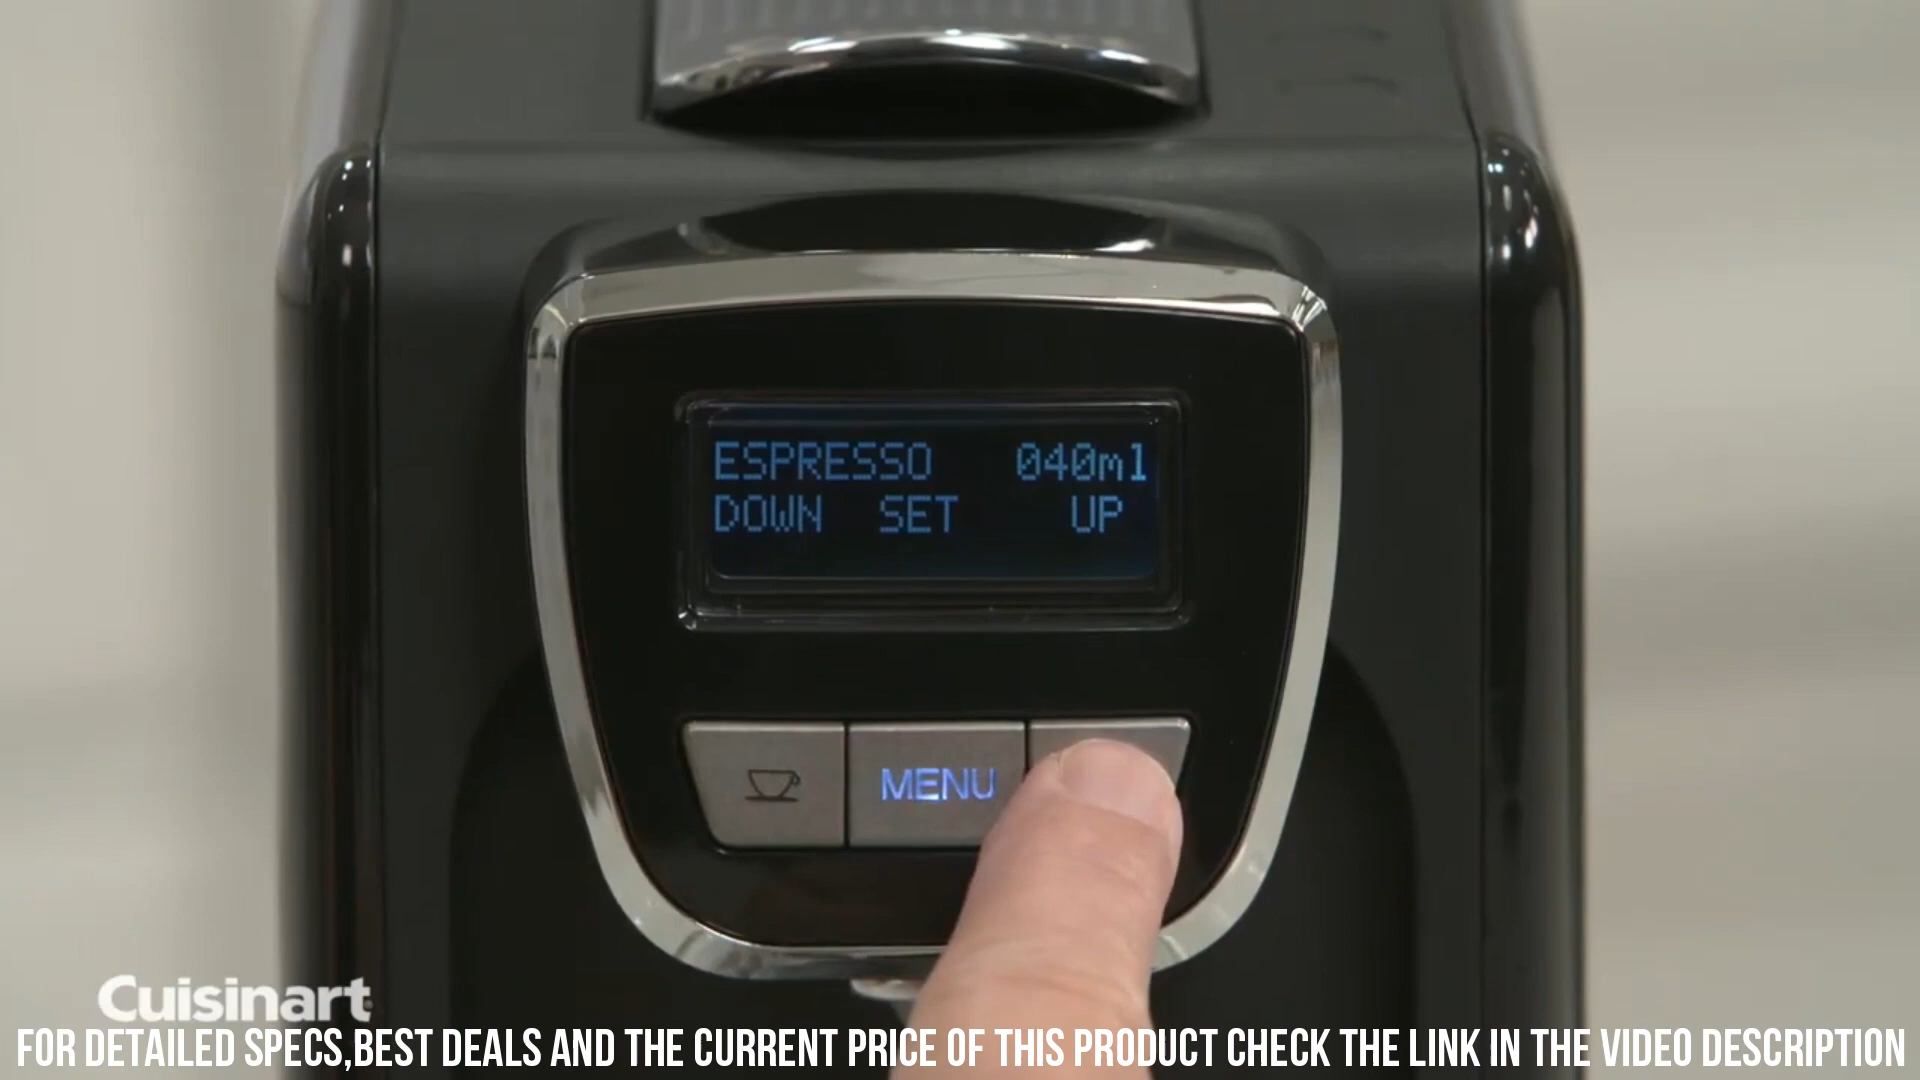 ESPRESSO 040ml
DOWN SET UP
MENU
Cuisinart
FOR DETAILED SPECS,BEST DEALS AND THE CURRENT PRICE OF THIS PRODUCT CHECK THE LINK IN THE VIDEO DESCRIPTION